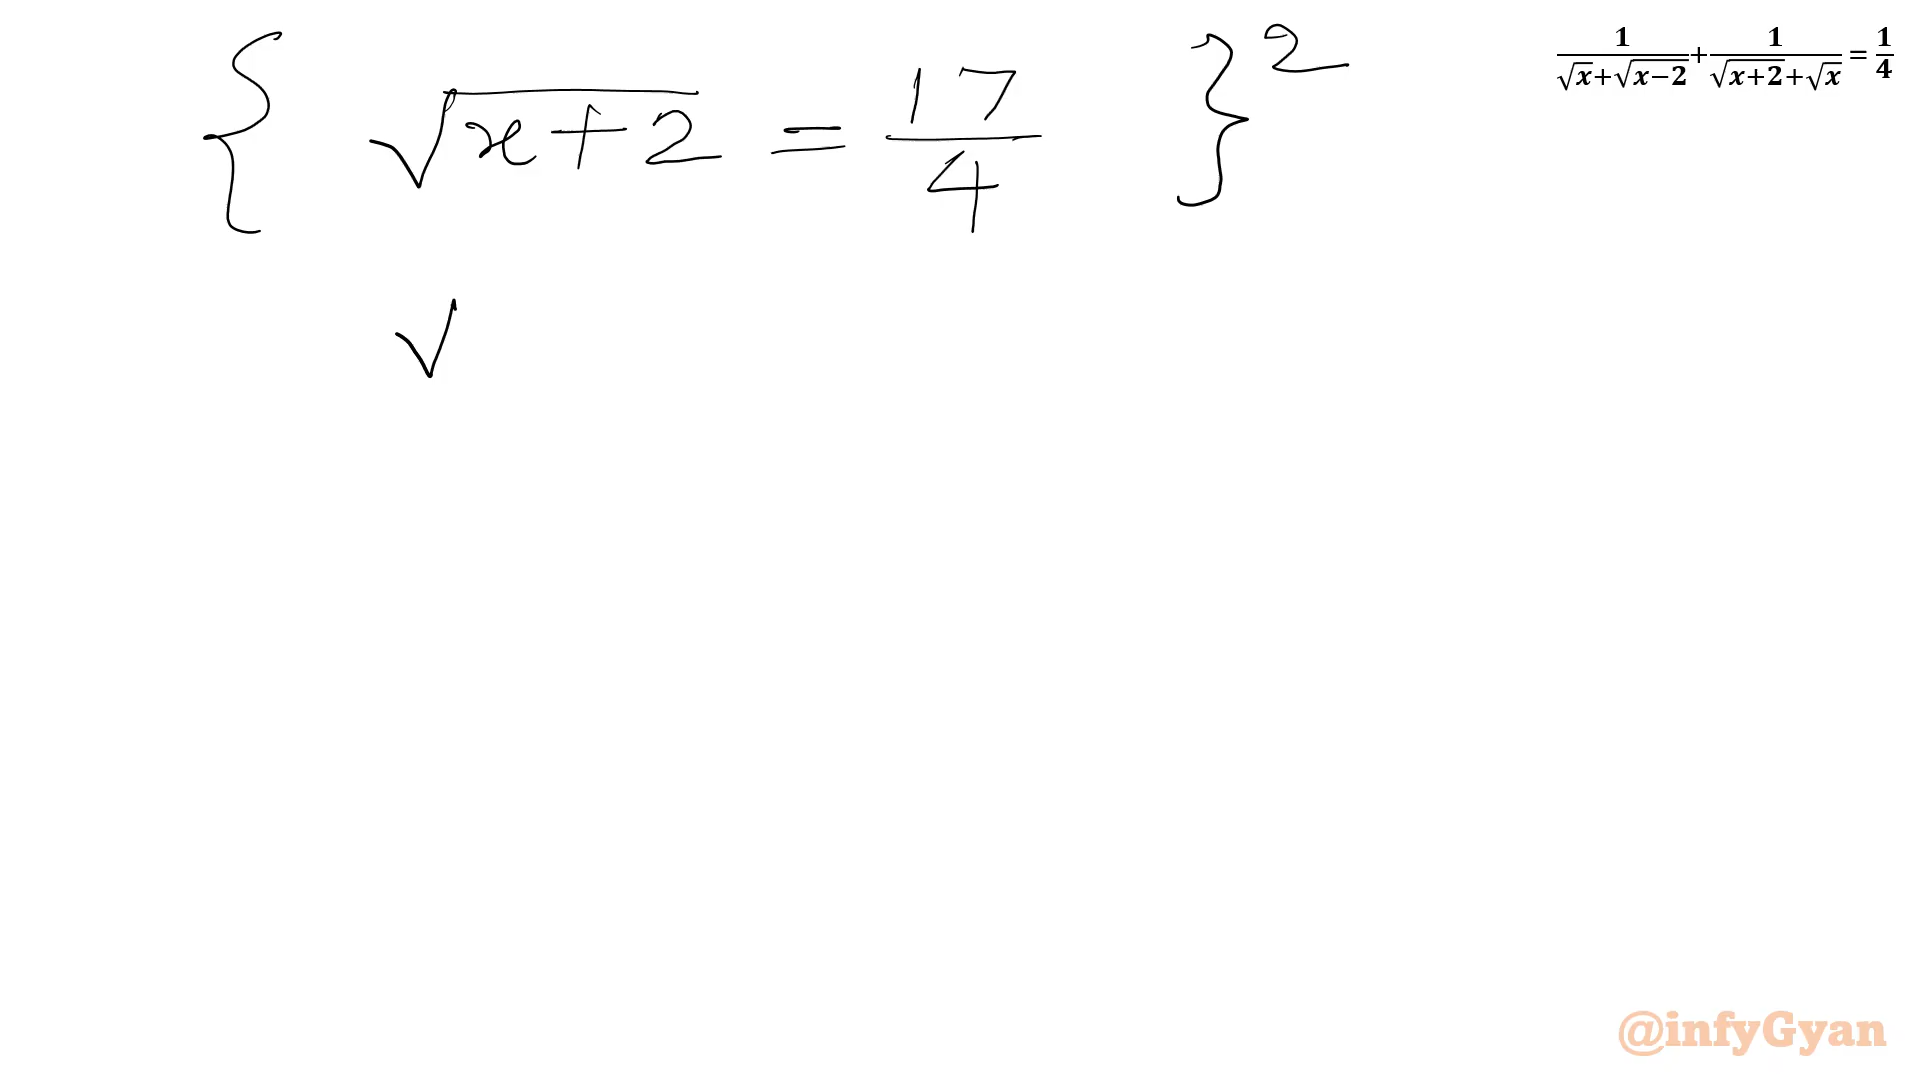 { √(x+2) = 17/4 }²
1/(√x+√(x−2)) + 1/(√(x+2)+√x) = 1/4
√
@infyGyan